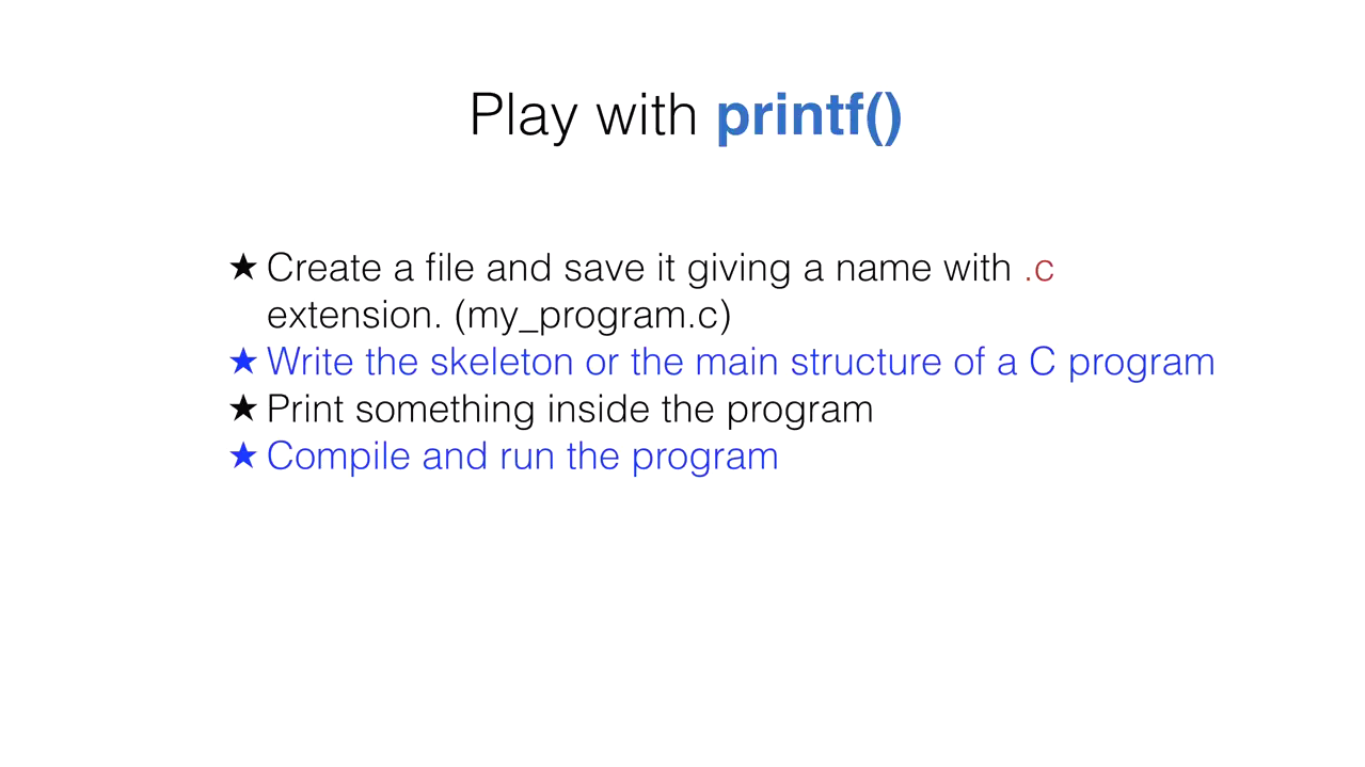 Play with printf()
★ Create a file and save it giving a name with .c
extension. (my_program.c)
★ Write the skeleton or the main structure of a C program
★ Print something inside the program
★ Compile and run the program